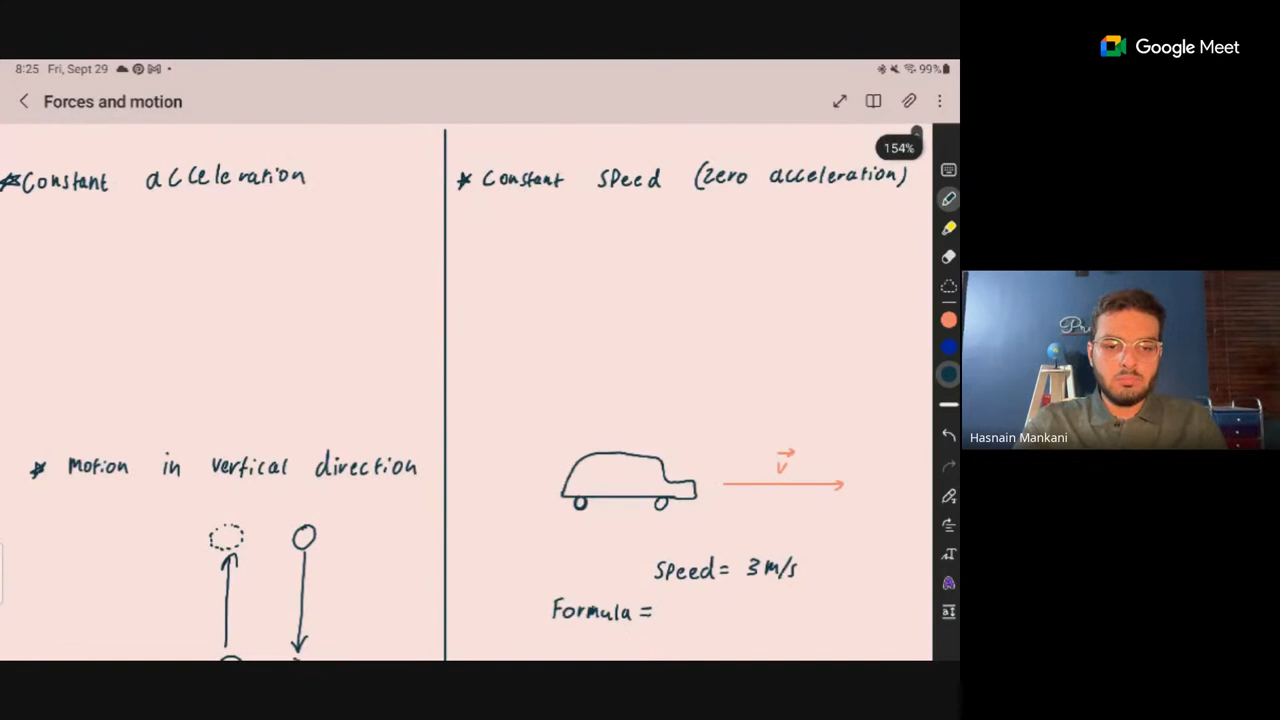 Google Meet
8:25 Fri, Sept 29
99%
Forces and motion
154%
Constant acceleration
Constant speed (zero acceleration)
Motion in vertical direction
v
Speed = 3 m/s
Formula =
Hasnain Mankani